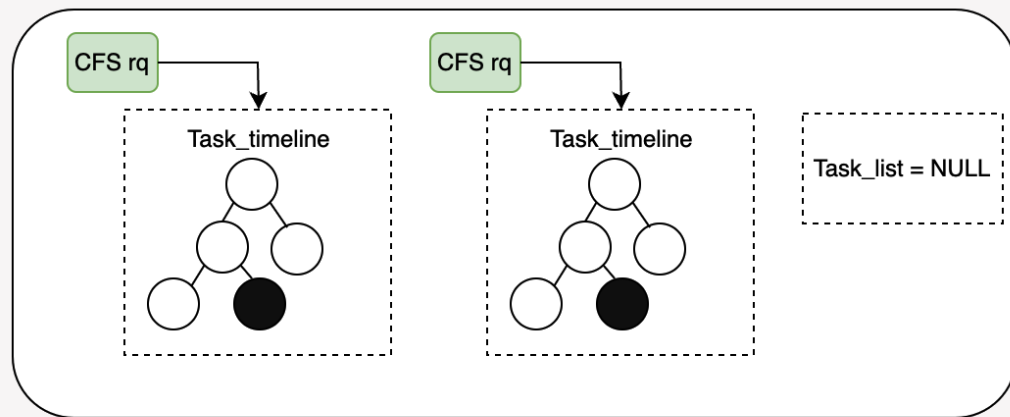 CFS rq
CFS rq
Task_timeline
Task_timeline
Task_list = NULL